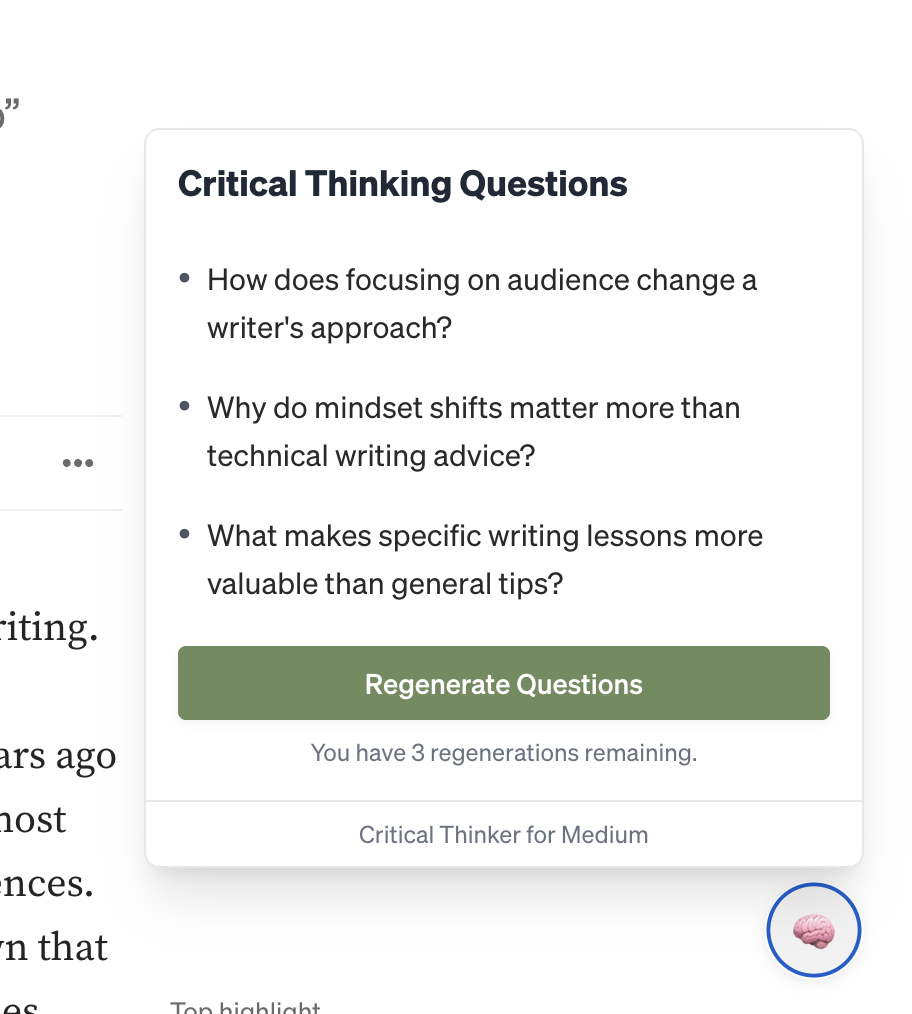 ”
Critical Thinking Questions
• How does focusing on audience change a
writer's approach?
• Why do mindset shifts matter more than
technical writing advice?
• What makes specific writing lessons more
valuable than general tips?
Regenerate Questions
You have 3 regenerations remaining.
Critical Thinker for Medium
riting.
ars ago
ost
ences.
n that
es
Top highlight